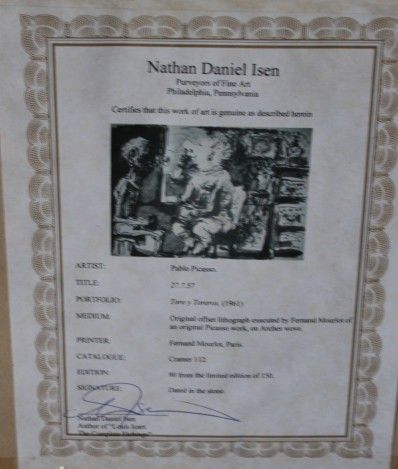 Nathan Daniel Isen
Purveyors of Fine Art
Philadelphia, Pennsylvania
Certifies that this work of art is genuine as described herein
ARTIST: Pablo Picasso.
TITLE: 27.7.57
PORTFOLIO: Toro y Toreros, (1961)
MEDIUM: Original offset lithograph executed by Fernand Mourlot of
an original Picasso work, on Arches wove.
PRINTER: Fernand Mourlot, Paris.
CATALOGUE: Cramer 112
EDITION: 90 from the limited edition of 150.
SIGNATURE: Dated in the stone.
Nathan Daniel Isen
Author of "Louis Icart:
The Complete Etchings"